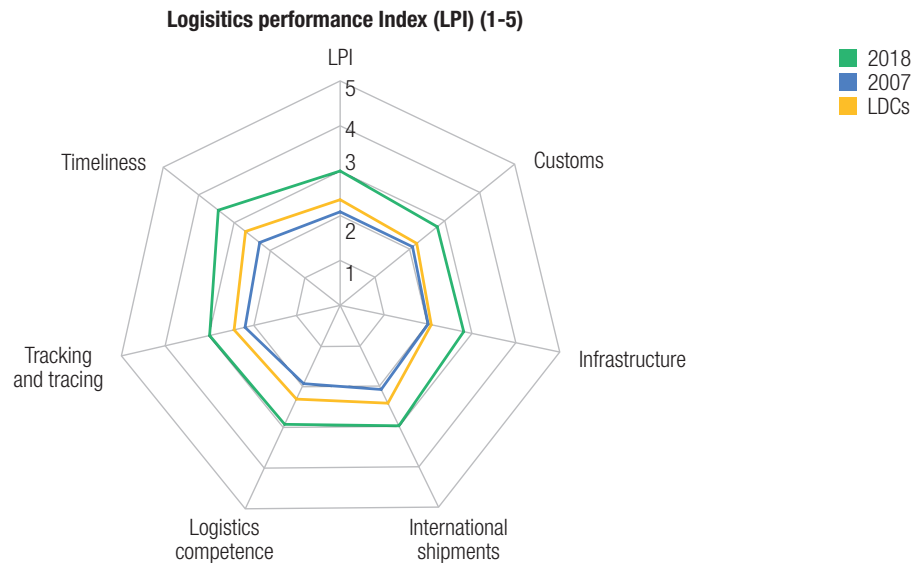 Logisitics performance Index (LPI) (1-5)
LPI
2018
2007
LDCs
5
4
3
2
1
Timeliness
Customs
Tracking
and tracing
Infrastructure
Logistics
competence
International
shipments